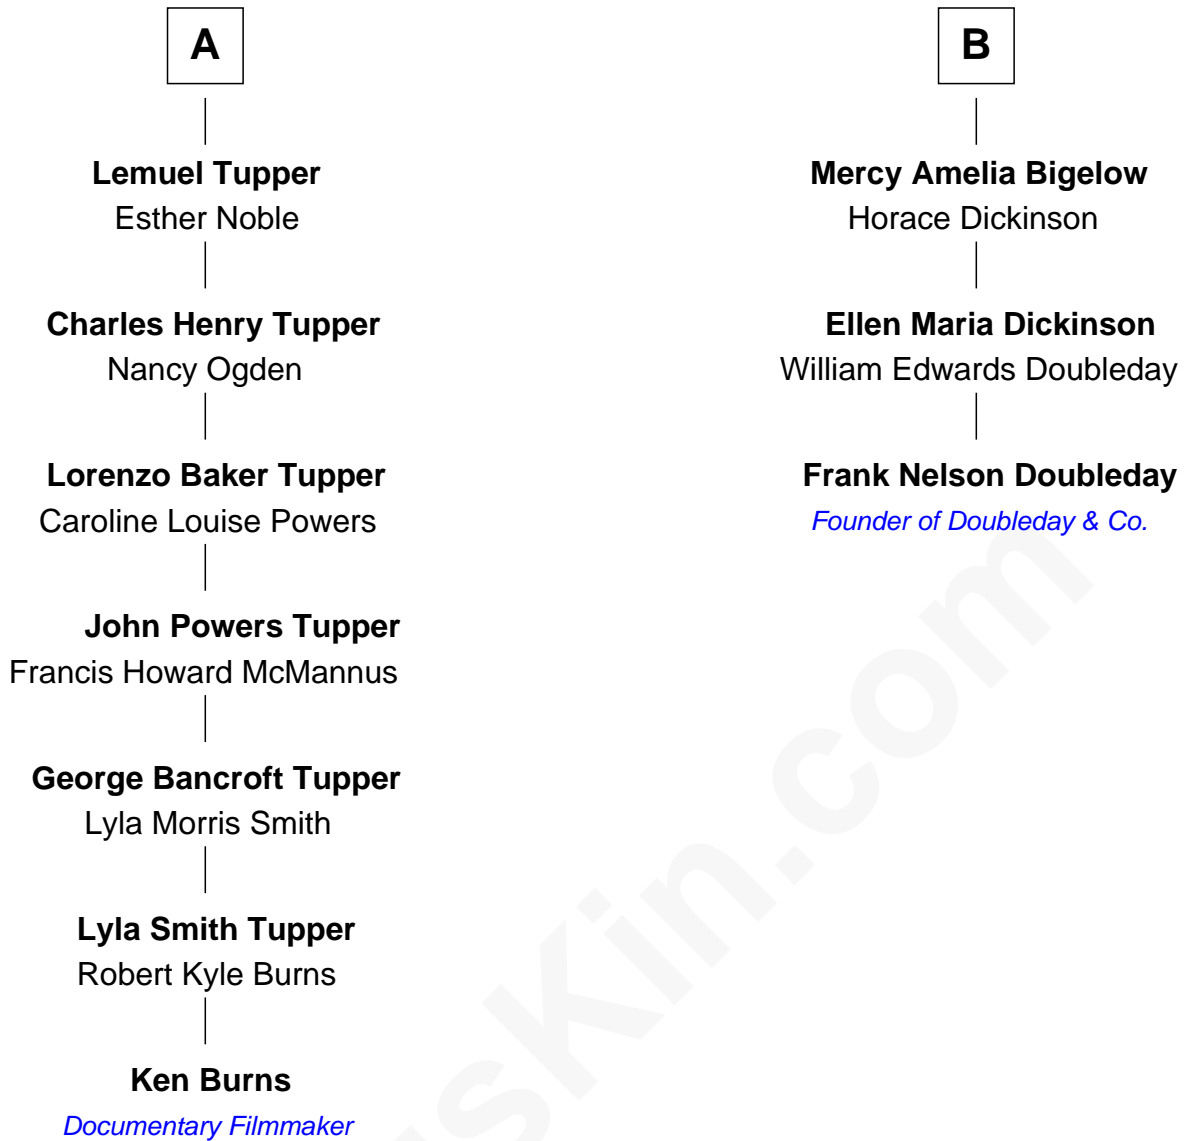 A
Lemuel Tupper
Esther Noble
Charles Henry Tupper
Nancy Ogden
Lorenzo Baker Tupper
Caroline Louise Powers
John Powers Tupper
Francis Howard McMannus
George Bancroft Tupper
Lyla Morris Smith
Lyla Smith Tupper
Robert Kyle Burns
Ken Burns
Documentary Filmmaker
B
Mercy Amelia Bigelow
Horace Dickinson
Ellen Maria Dickinson
William Edwards Doubleday
Frank Nelson Doubleday
Founder of Doubleday & Co.
sKin.com